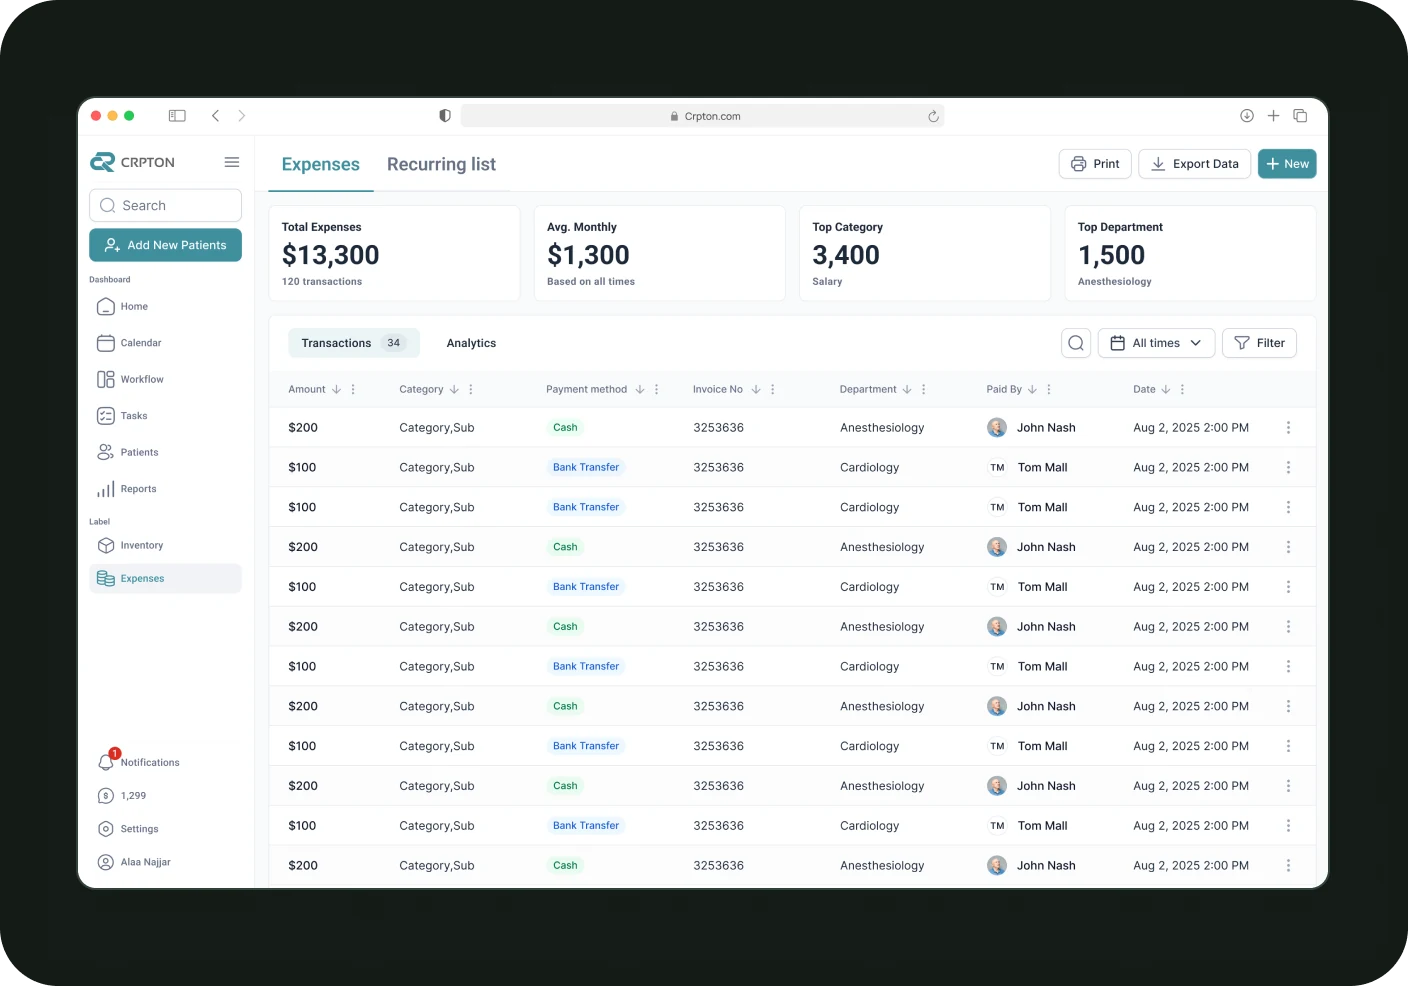 Crpton.com
CRPTON
Search
Add New Patients
Dashboard
Home
Calendar
Workflow
Tasks
Patients
Reports
Label
Inventory
Expenses
1
Notifications
$ 1,299
Settings
Alaa Najjar
Expenses Recurring list Print Export Data + New
Total Expenses
$13,300
120 transactions
Avg. Monthly
$1,300
Based on all times
Top Category
3,400
Salary
Top Department
1,500
Anesthesiology
Transactions 34 Analytics All times Filter
Amount Category Payment method Invoice No Department Paid By Date
$200 Category,Sub Cash 3253636 Anesthesiology John Nash Aug 2, 2025 2:00 PM
$100 Category,Sub Bank Transfer 3253636 Cardiology TM Tom Mall Aug 2, 2025 2:00 PM
$100 Category,Sub Bank Transfer 3253636 Cardiology TM Tom Mall Aug 2, 2025 2:00 PM
$200 Category,Sub Cash 3253636 Anesthesiology John Nash Aug 2, 2025 2:00 PM
$100 Category,Sub Bank Transfer 3253636 Cardiology TM Tom Mall Aug 2, 2025 2:00 PM
$200 Category,Sub Cash 3253636 Anesthesiology John Nash Aug 2, 2025 2:00 PM
$100 Category,Sub Bank Transfer 3253636 Cardiology TM Tom Mall Aug 2, 2025 2:00 PM
$200 Category,Sub Cash 3253636 Anesthesiology John Nash Aug 2, 2025 2:00 PM
$100 Category,Sub Bank Transfer 3253636 Cardiology TM Tom Mall Aug 2, 2025 2:00 PM
$200 Category,Sub Cash 3253636 Anesthesiology John Nash Aug 2, 2025 2:00 PM
$100 Category,Sub Bank Transfer 3253636 Cardiology TM Tom Mall Aug 2, 2025 2:00 PM
$200 Category,Sub Cash 3253636 Anesthesiology John Nash Aug 2, 2025 2:00 PM